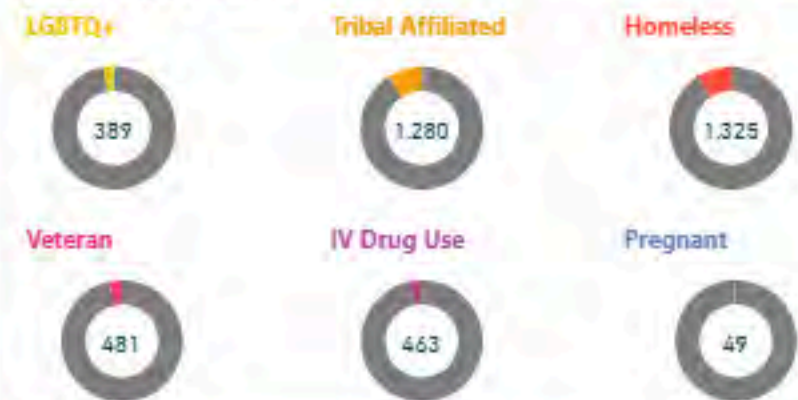 LGBTQ+
Tribal Affiliated
Homeless
389
1,280
1,325
Veteran
IV Drug Use
Pregnant
481
463
49